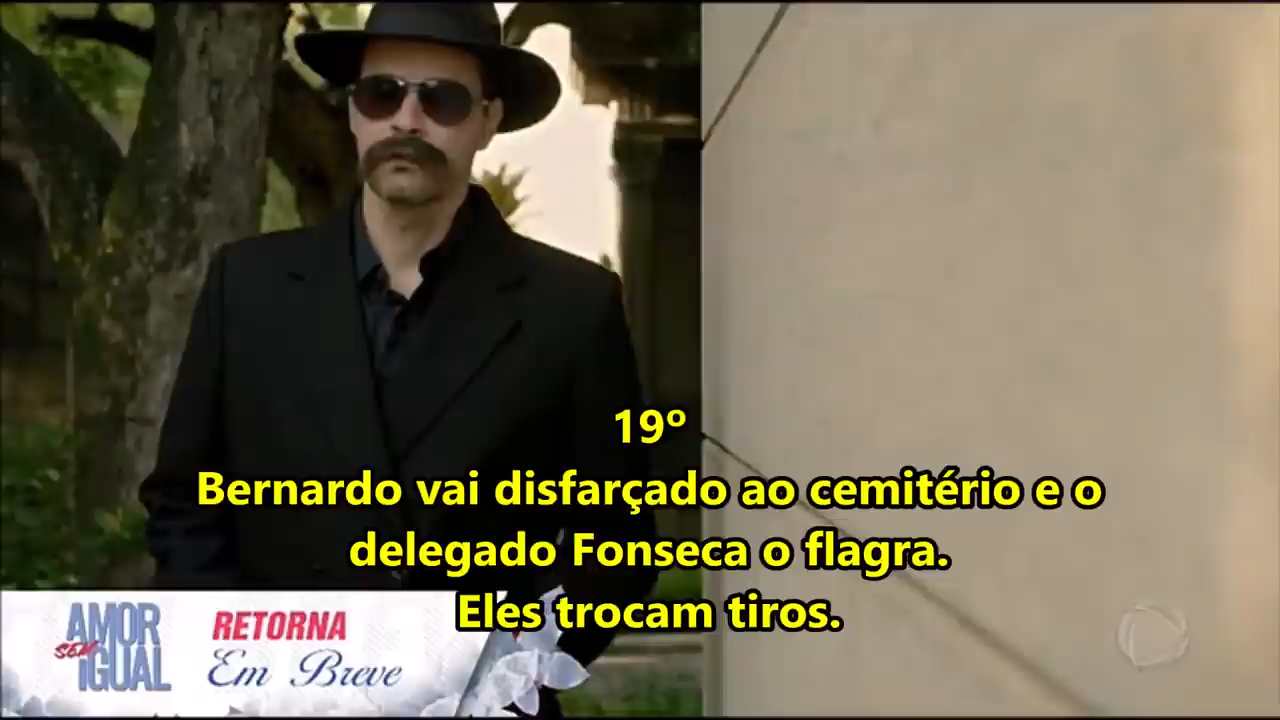 19º
Bernardo vai disfarçado ao cemitério e o
delegado Fonseca o flagra.
Eles trocam tiros.
AMOR
SEM
IGUAL
RETORNA
Em Breve